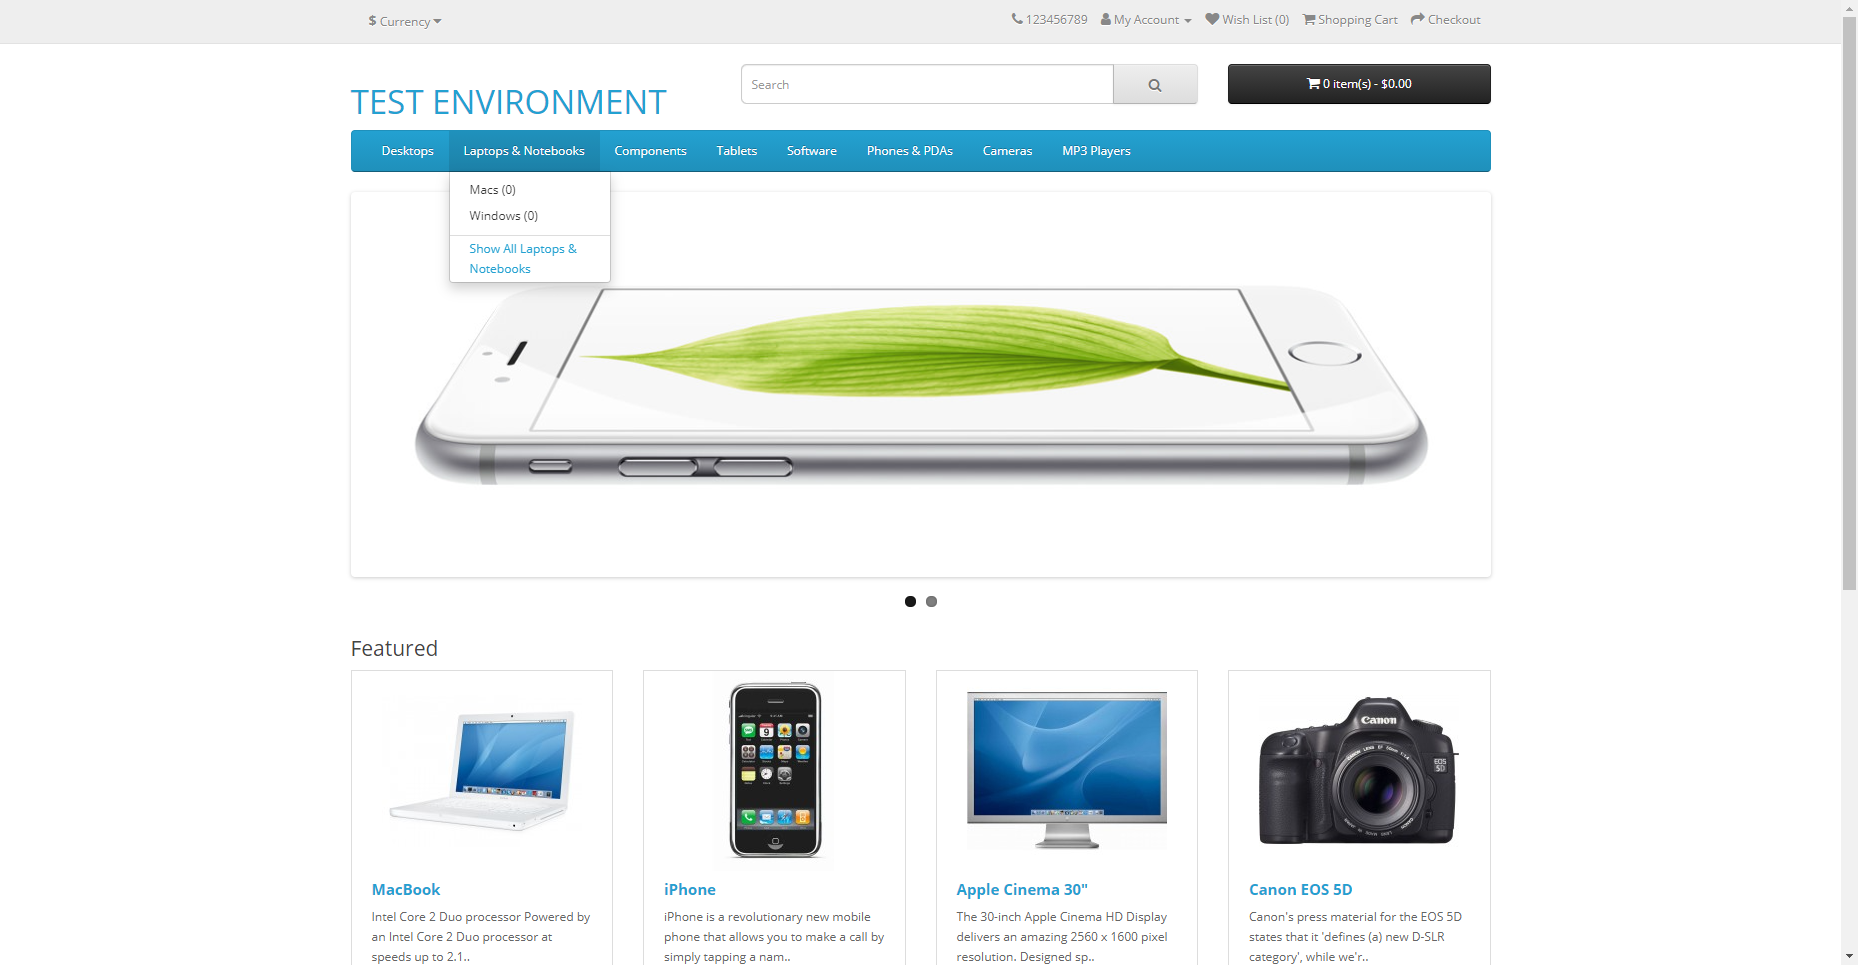 $ Currency
123456789 My Account Wish List (0) Shopping Cart Checkout
TEST ENVIRONMENT
Search
0 item(s) - $0.00
Desktops Laptops & Notebooks Components Tablets Software Phones & PDAs Cameras MP3 Players
Macs (0)
Windows (0)
Show All Laptops &
Notebooks
Featured
Canon
EOS
5D
MacBook
Intel Core 2 Duo processor Powered by
an Intel Core 2 Duo processor at
speeds up to 2.1..
iPhone
iPhone is a revolutionary new mobile
phone that allows you to make a call by
simply tapping a nam..
Apple Cinema 30"
The 30-inch Apple Cinema HD Display
delivers an amazing 2560 x 1600 pixel
resolution. Designed sp..
Canon EOS 5D
Canon's press material for the EOS 5D
states that it 'defines (a) new D-SLR
category', while we'r..